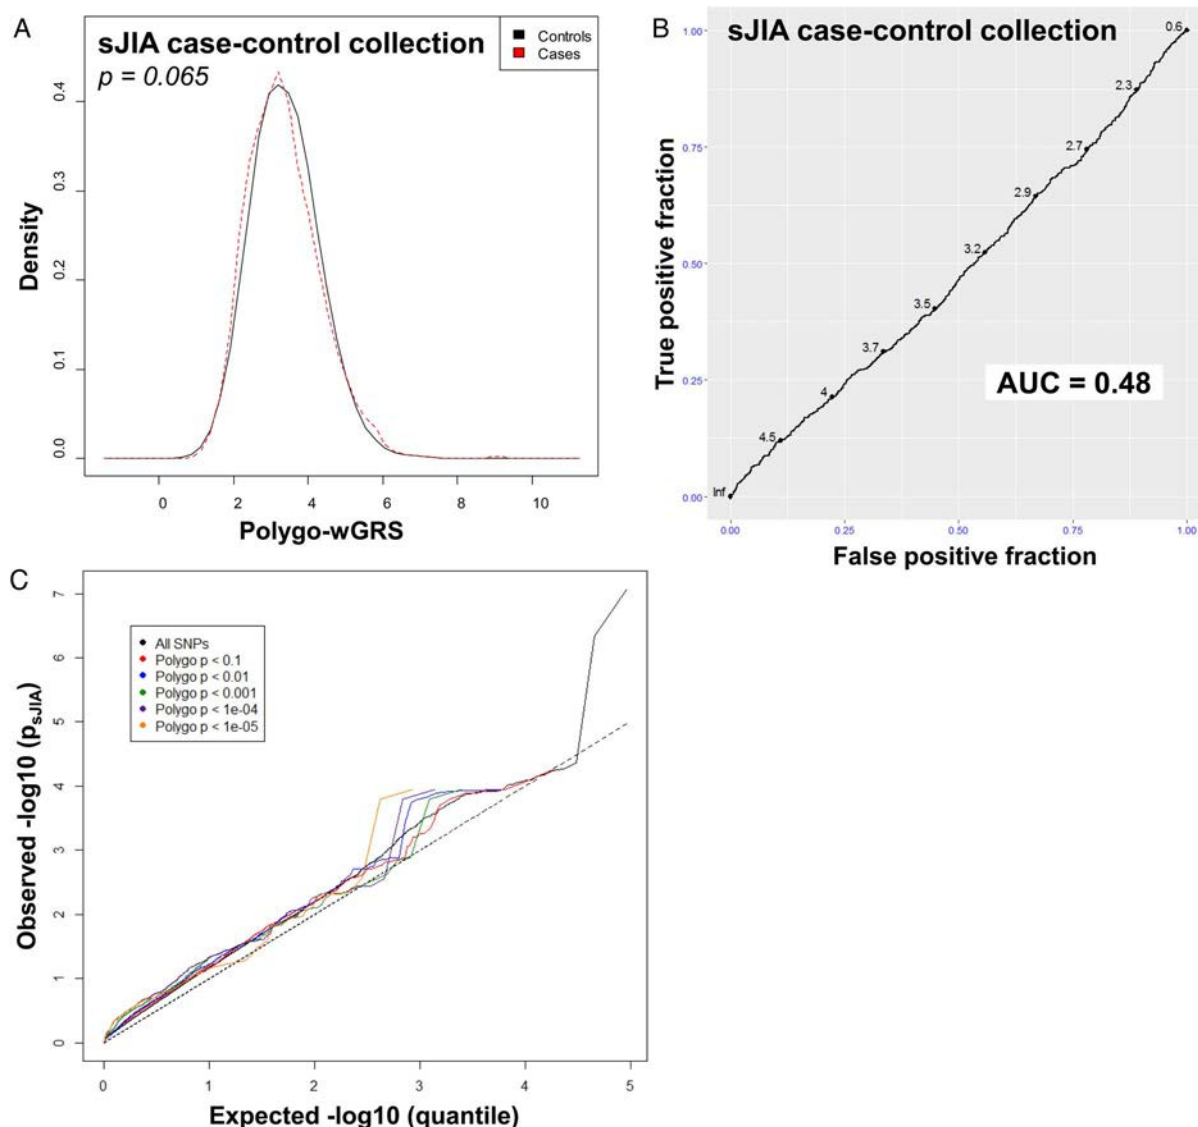 A
sJIA case-control collection
p = 0.065
Controls
Cases
Density
0.4
0.3
0.2
0.1
0.0
0 2 4 6 8 10
Polygo-wGRS
B
sJIA case-control collection
True positive fraction
1.00
0.75
0.50
0.25
0.00
0.6
2.3
2.7
2.9
3.2
3.5
3.7
4
4.5
Inf
AUC = 0.48
0.00 0.25 0.50 0.75 1.00
False positive fraction
C
All SNPs
Polygo p < 0.1
Polygo p < 0.01
Polygo p < 0.001
Polygo p < 1e-04
Polygo p < 1e-05
Observed -log10 (psJIA)
7
6
5
4
3
2
1
0
0 1 2 3 4 5
Expected -log10 (quantile)